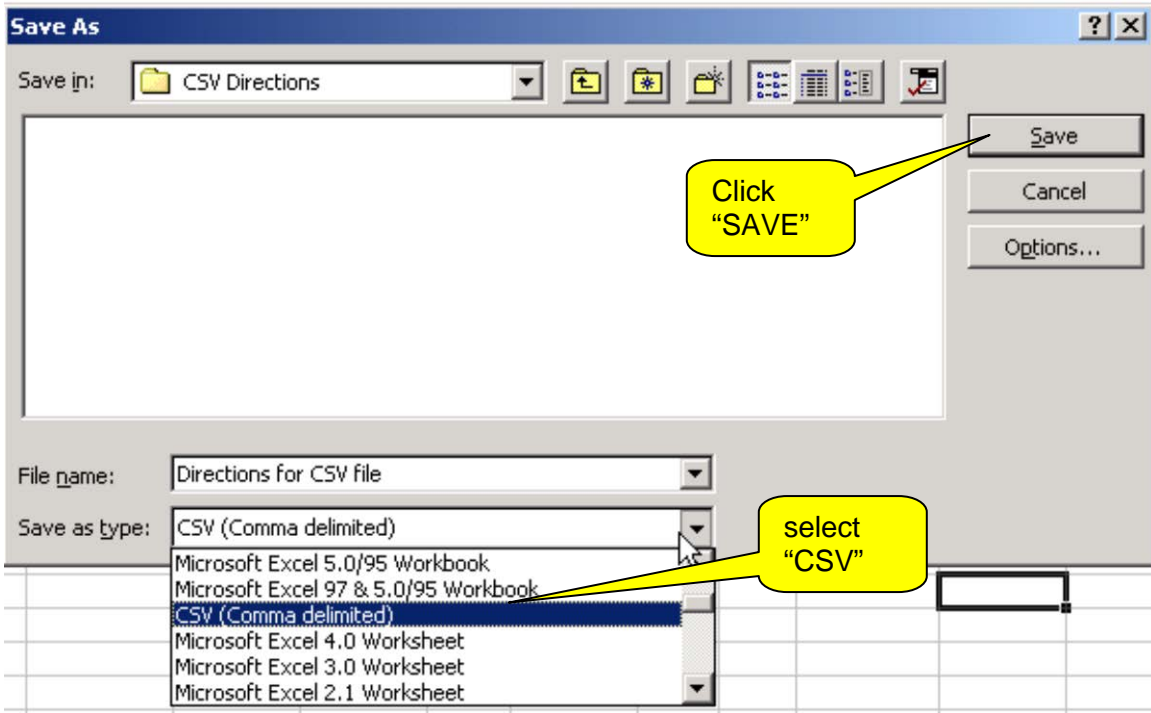 Save As
Save in: CSV Directions
Save
Click
“SAVE”
Cancel
Options...
File name: Directions for CSV file
Save as type: CSV (Comma delimited)
select
“CSV”
Microsoft Excel 5.0/95 Workbook
Microsoft Excel 97 & 5.0/95 Workbook
CSV (Comma delimited)
Microsoft Excel 4.0 Worksheet
Microsoft Excel 3.0 Worksheet
Microsoft Excel 2.1 Worksheet